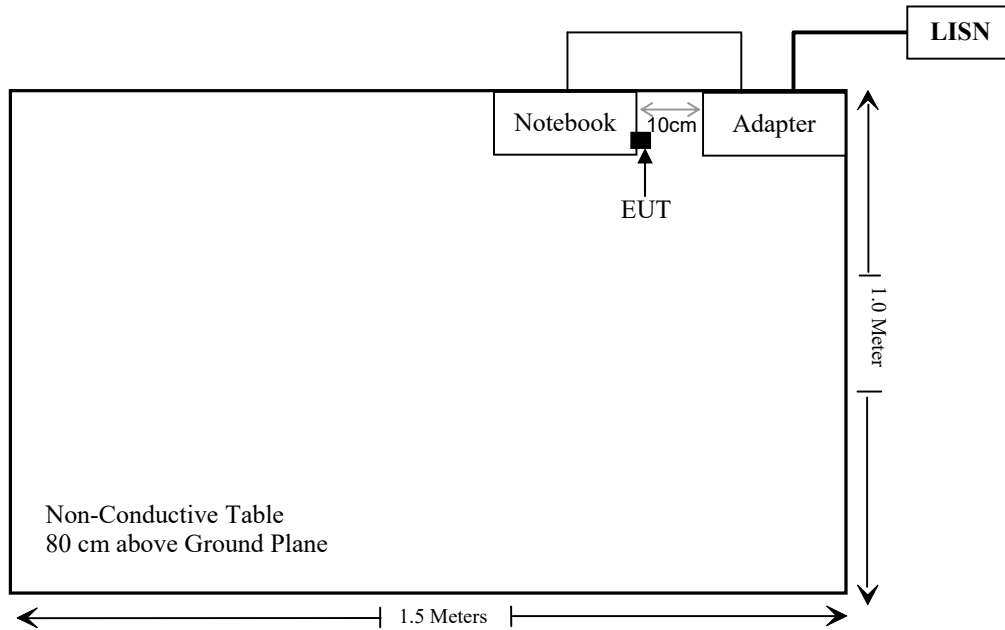 LISN
Notebook
10cm
Adapter
EUT
1.0 Meter
Non-Conductive Table
80 cm above Ground Plane
1.5 Meters